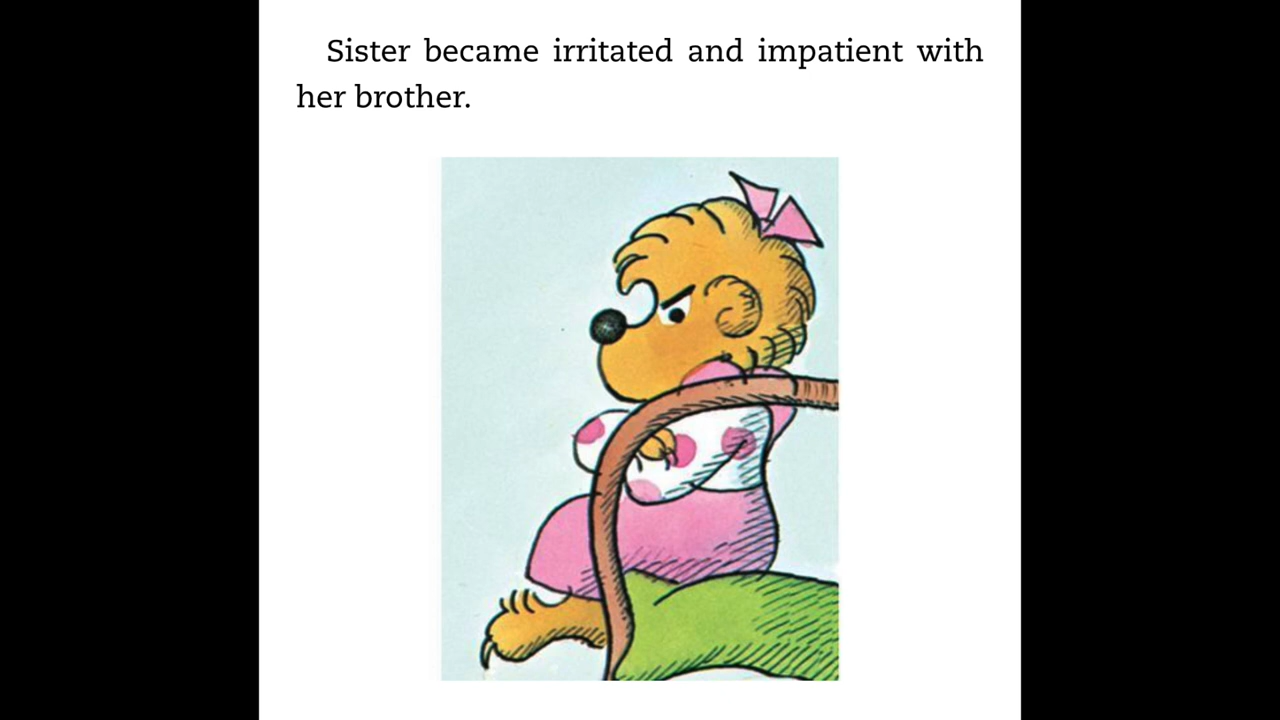 Sister became irritated and impatient with
her brother.